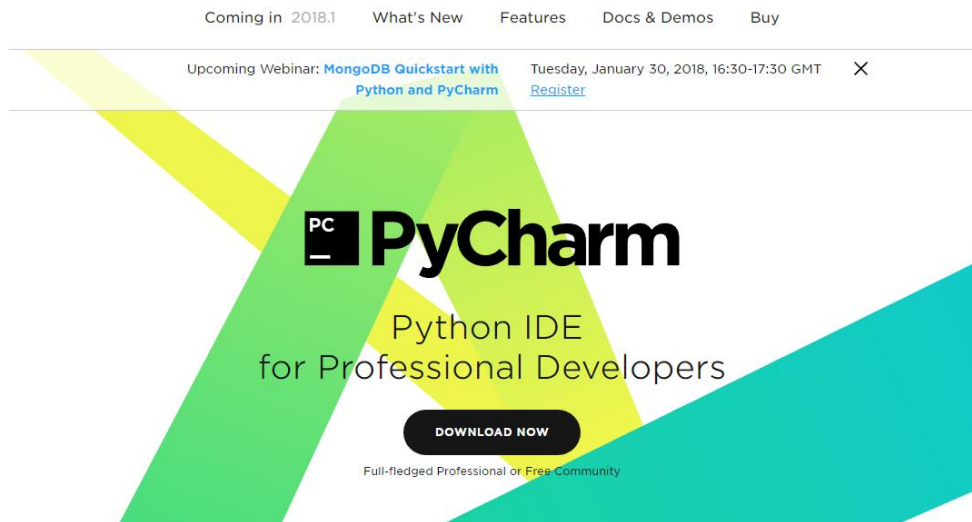 Coming in 2018.1 What's New Features Docs & Demos Buy
Upcoming Webinar: MongoDB Quickstart with
Python and PyCharm
Tuesday, January 30, 2018, 16:30-17:30 GMT
Register
PC
PyCharm
Python IDE
for Professional Developers
DOWNLOAD NOW
Full-fledged Professional or Free Community